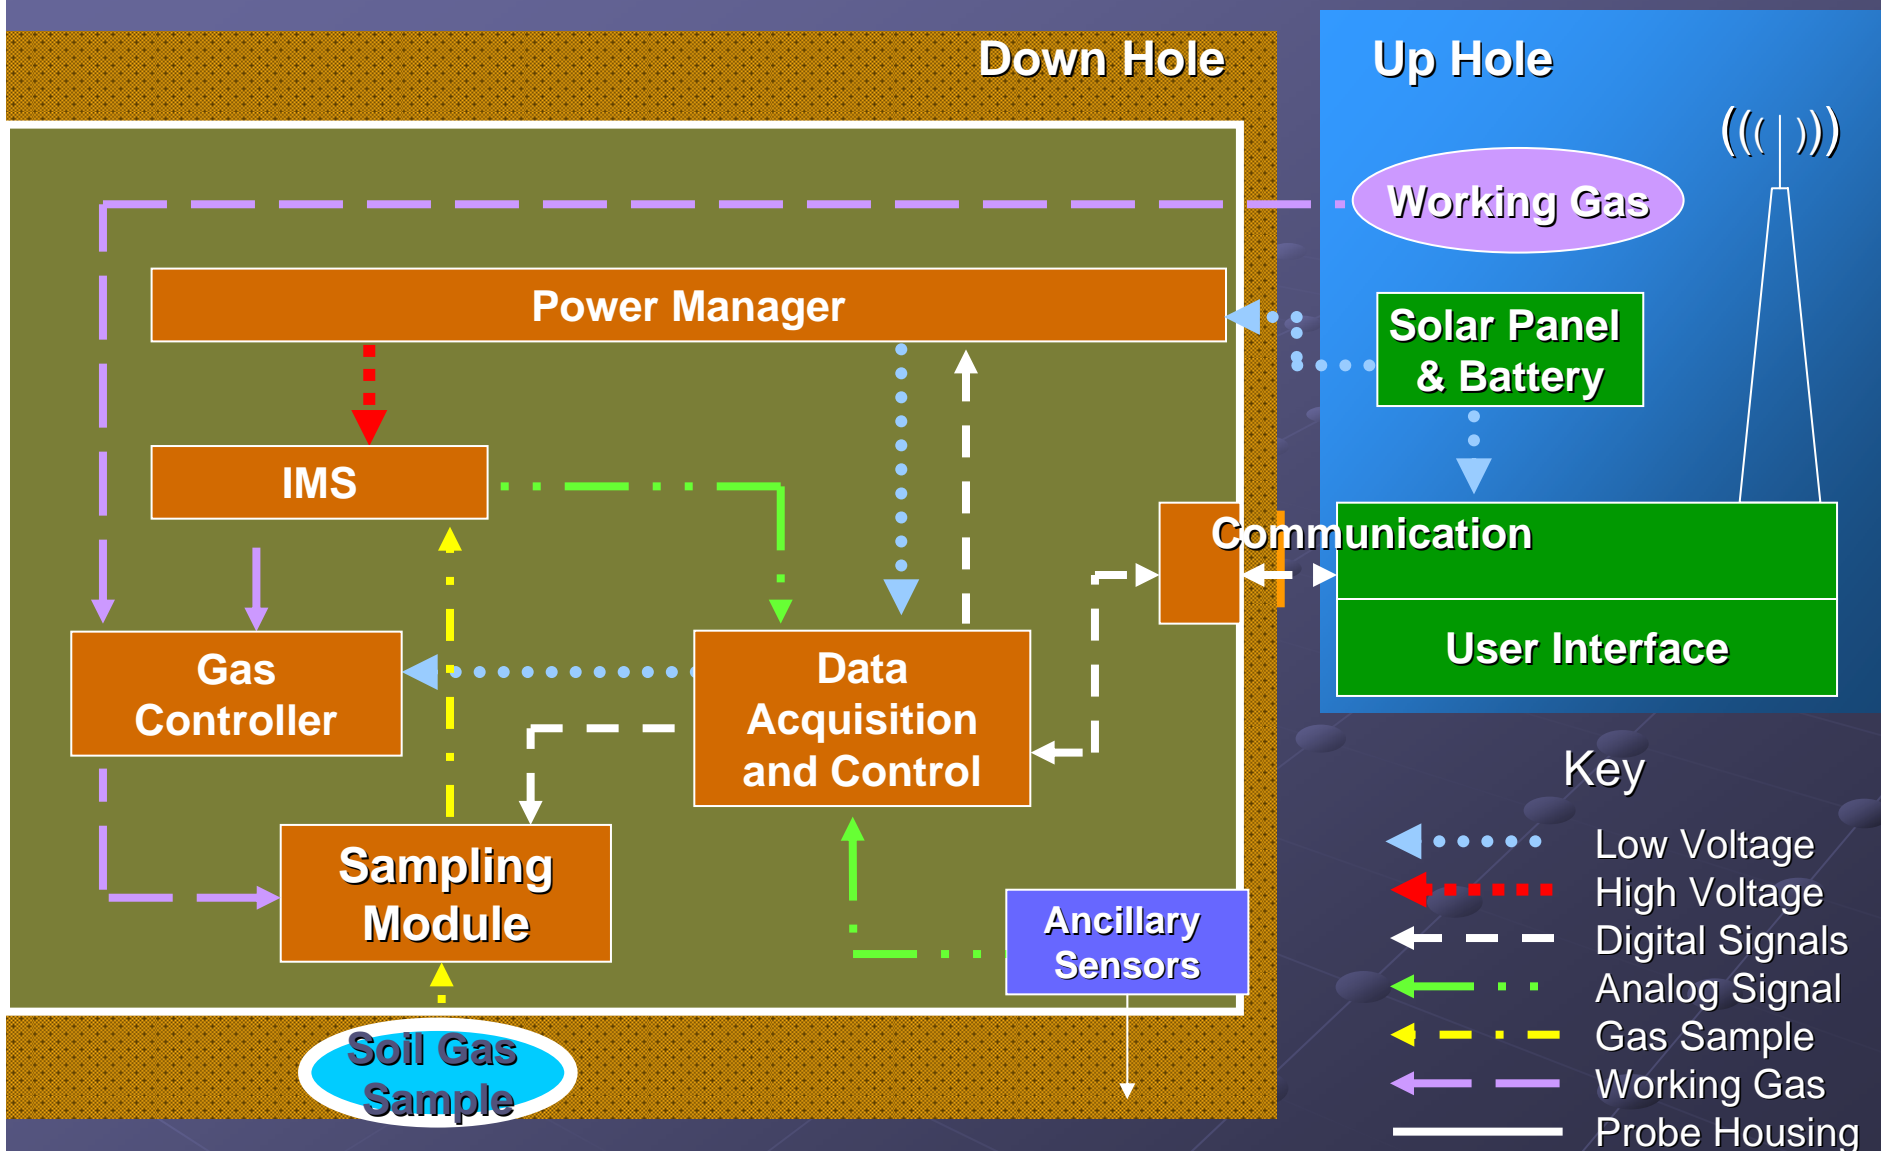 Down Hole
Up Hole
((( | )))
Working Gas
Power Manager
Solar Panel
& Battery
IMS
Communication
User Interface
Gas
Controller
Data
Acquisition
and Control
Sampling
Module
Ancillary
Sensors
Soil Gas
Sample
Key
Low Voltage
High Voltage
Digital Signals
Analog Signal
Gas Sample
Working Gas
Probe Housing